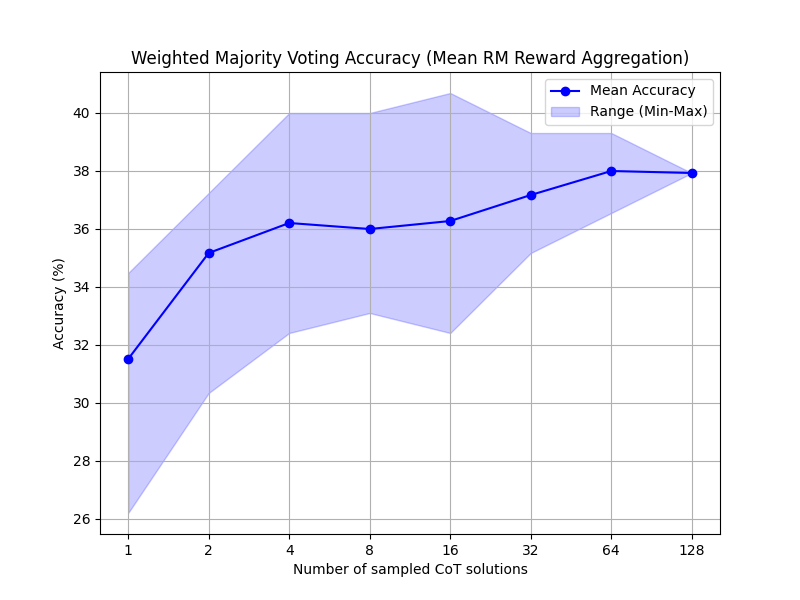 Weighted Majority Voting Accuracy (Mean RM Reward Aggregation)
Mean Accuracy
Range (Min-Max)
Accuracy (%)
40
38
36
34
32
30
28
26
1 2 4 8 16 32 64 128
Number of sampled CoT solutions